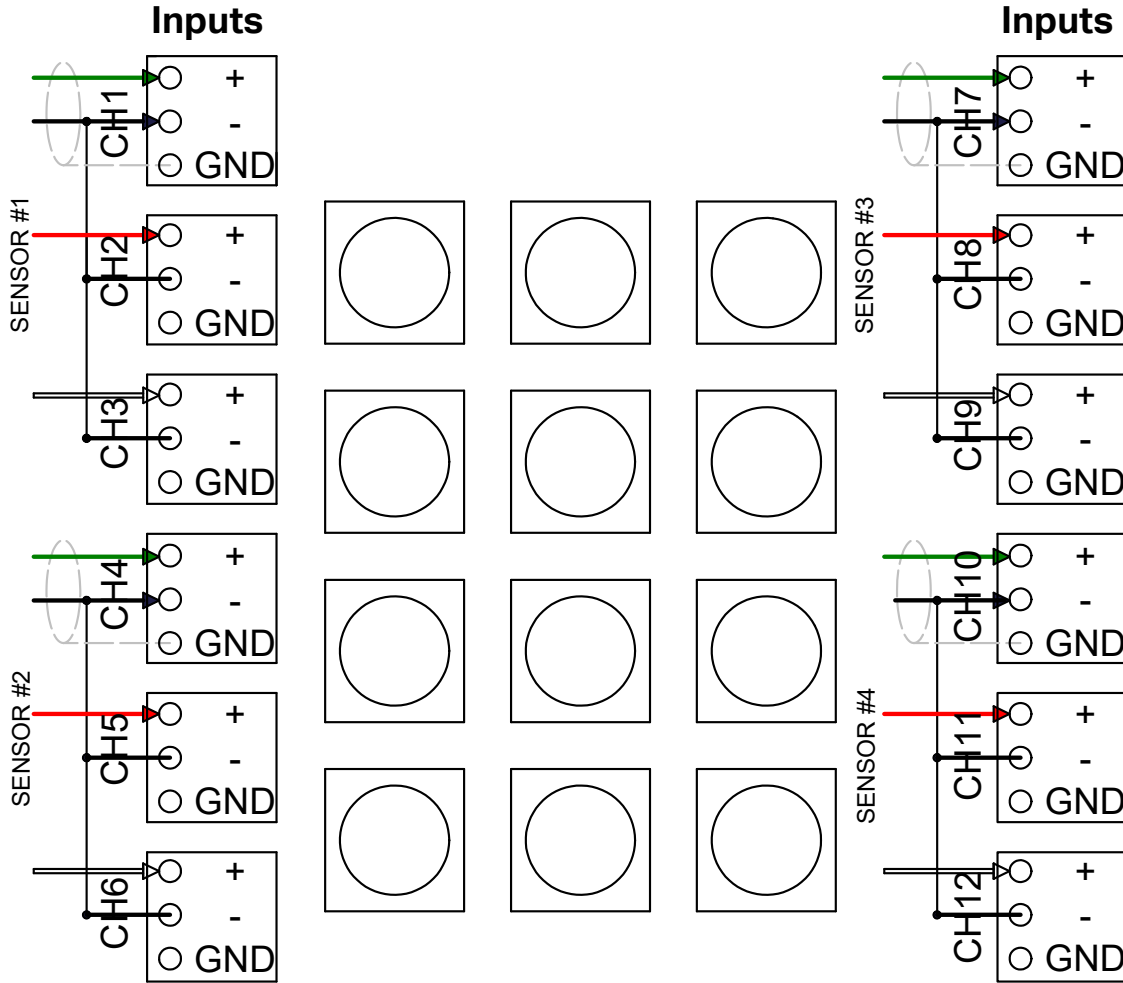 Inputs
CH1
+
-
GND
SENSOR #1
CH2
+
-
GND
CH3
+
-
GND
CH4
+
-
GND
SENSOR #2
CH5
+
-
GND
CH6
+
-
GND
Inputs
CH7
+
-
GND
SENSOR #3
CH8
+
-
GND
CH9
+
-
GND
CH10
+
-
GND
SENSOR #4
CH11
+
-
GND
CH12
+
-
GND